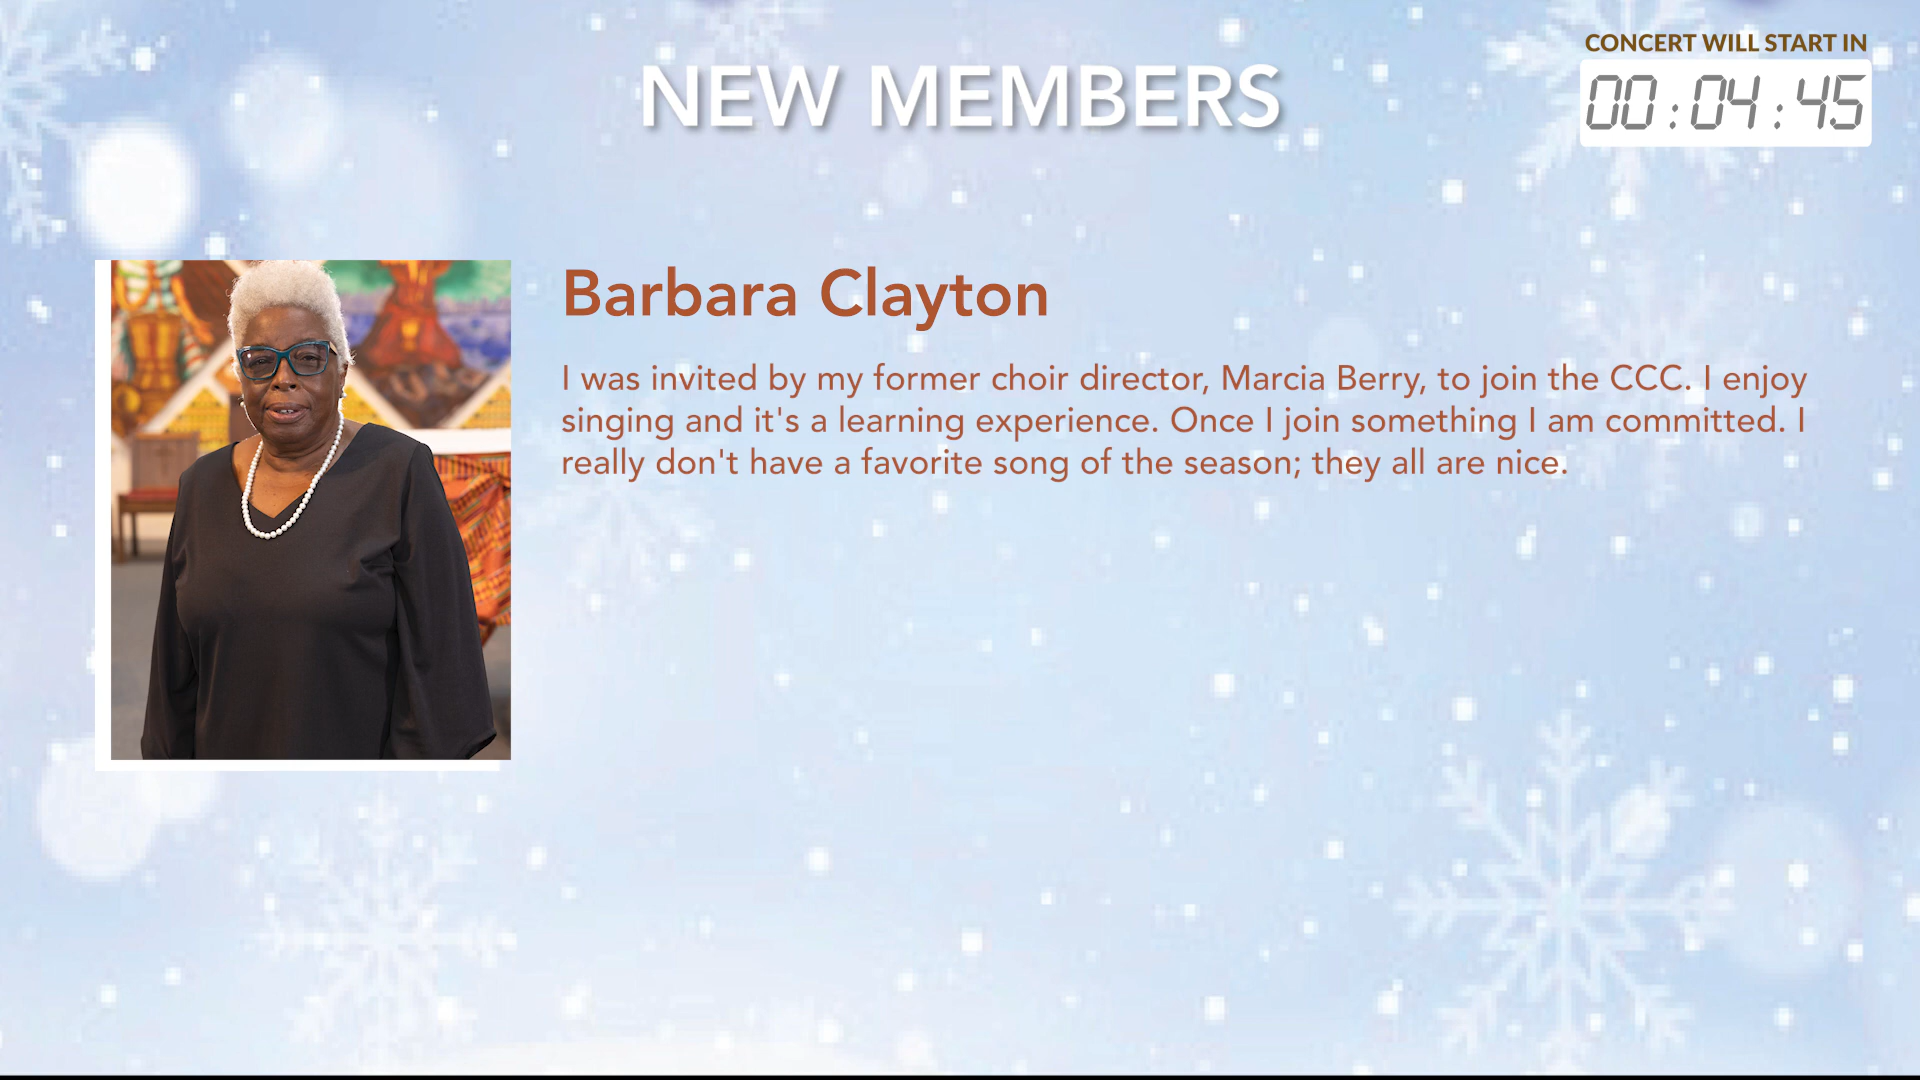 CONCERT WILL START IN
00:04:45
NEW MEMBERS
Barbara Clayton
I was invited by my former choir director, Marcia Berry, to join the CCC. I enjoy
singing and it's a learning experience. Once I join something I am committed. I
really don't have a favorite song of the season; they all are nice.